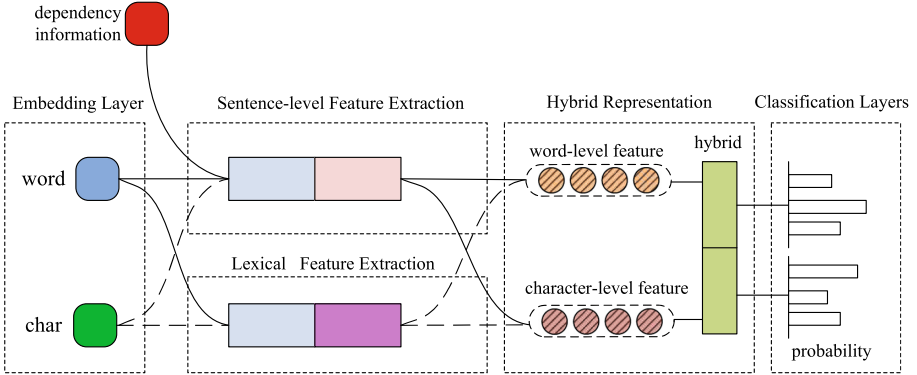 dependency
information
Embedding Layer
Sentence-level Feature Extraction
Hybrid Representation
Classification Layers
word
char
Lexical Feature Extraction
word-level feature
hybrid
character-level feature
probability